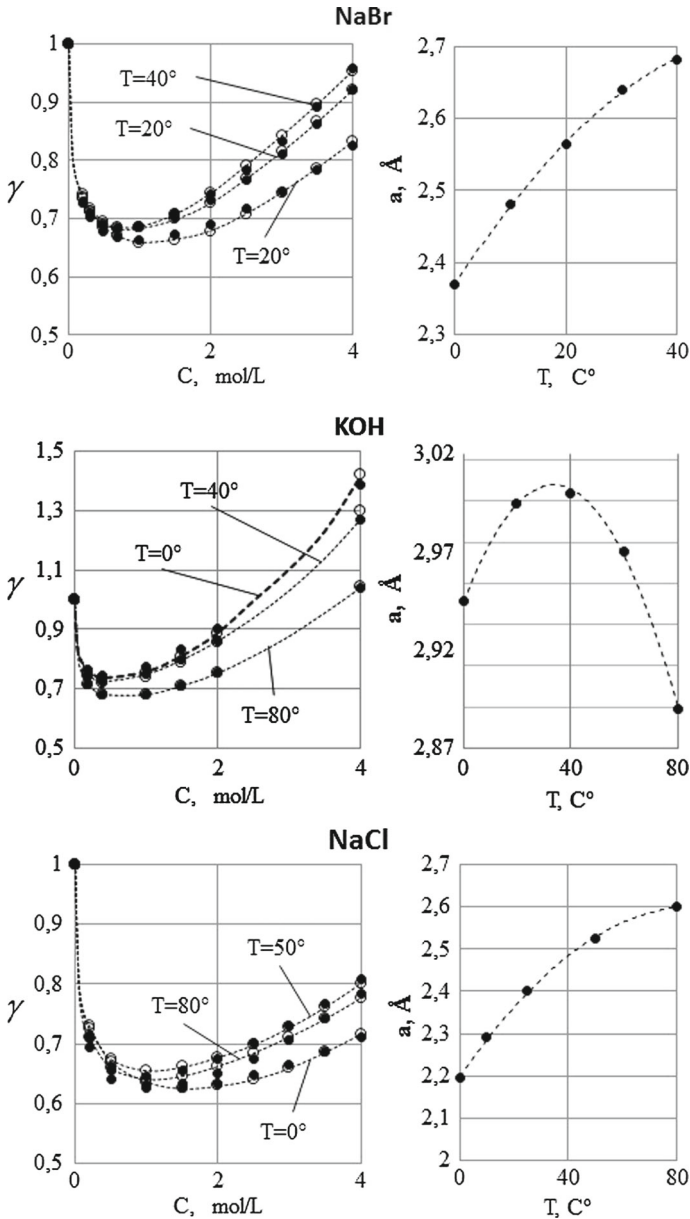 NaBr
γ
1
0,9
0,8
0,7
0,6
0,5
T=40°
T=20°
T=20°
0
2
4
C, mol/L
a, Å
2,7
2,6
2,5
2,4
2,3
0
20
40
T, C°
KOH
γ
1,5
1,3
1,1
0,9
0,7
0,5
T=40°
T=0°
T=80°
0
2
4
C, mol/L
a, Å
3,02
2,97
2,92
2,87
0
40
80
T, C°
NaCl
γ
1
0,9
0,8
0,7
0,6
0,5
T=50°
T=80°
T=0°
0
2
4
C, mol/L
a, Å
2,7
2,6
2,5
2,4
2,3
2,2
2,1
2
0
40
80
T, C°